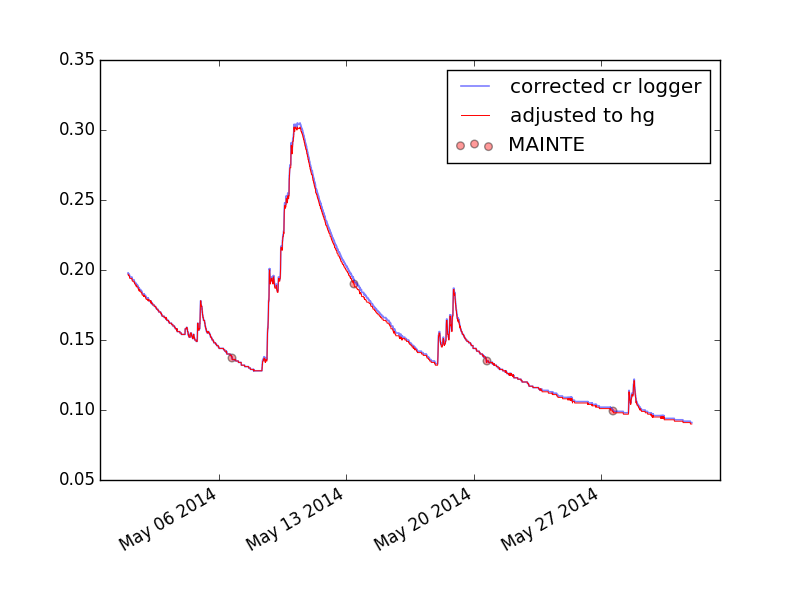 0.35
0.30
0.25
0.20
0.15
0.10
0.05
corrected cr logger
adjusted to hg
MAINTE
May 06 2014
May 13 2014
May 20 2014
May 27 2014